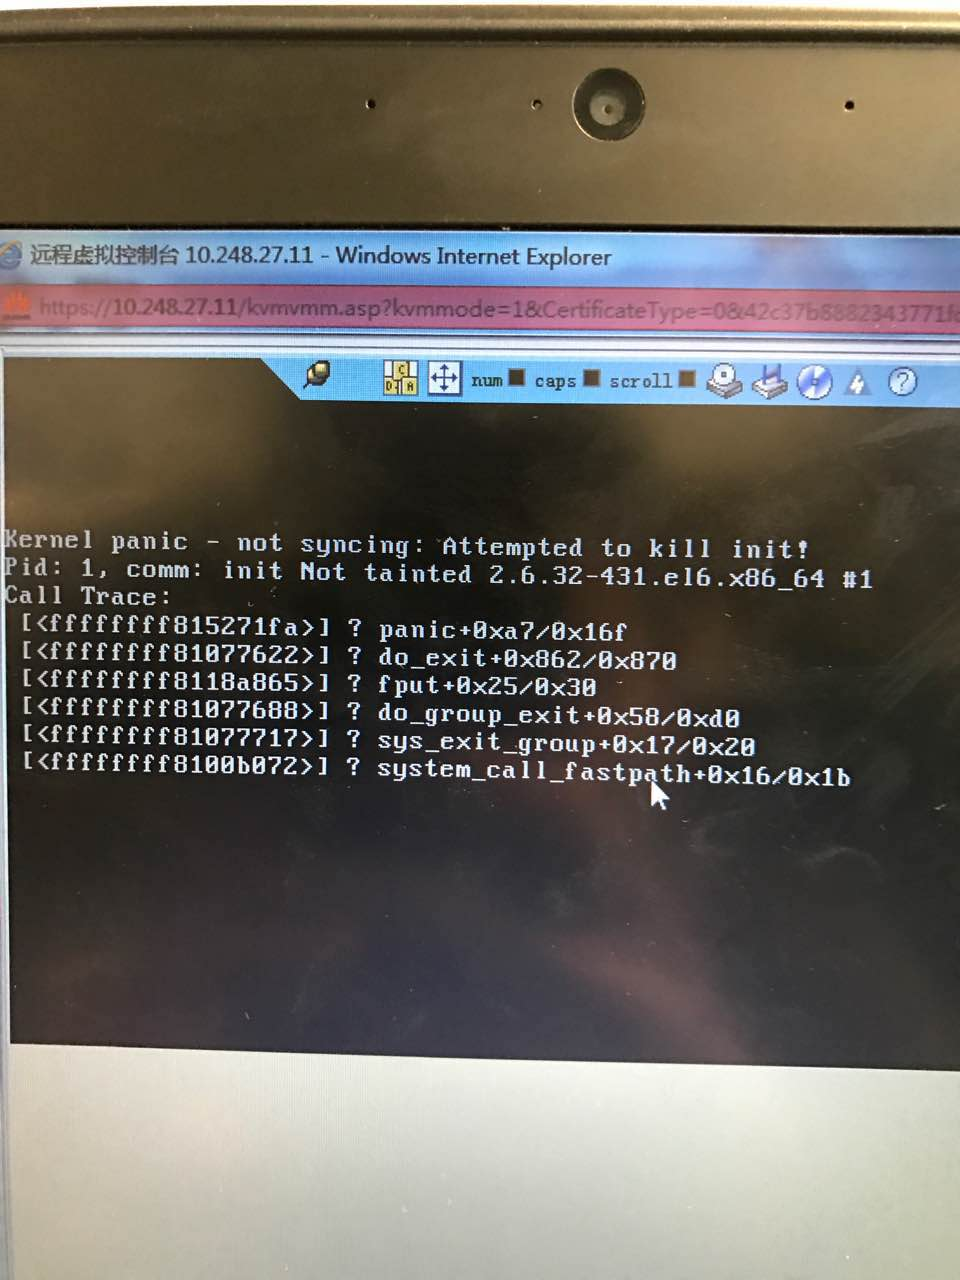 远程虚拟控制台 10.248.27.11 - Windows Internet Explorer
https://10.248.27.11/kvmvmm.asp?kvmmode=1&CertificateType=0&42c37b8882343771f
C
D A
num caps scroll ?
Kernel panic - not syncing: Attempted to kill init!
Pid: 1, comm: init Not tainted 2.6.32-431.el6.x86_64 #1
Call Trace:
[<ffffffff815271fa>] ? panic+0xa7/0x16f
[<ffffffff81077622>] ? do_exit+0x862/0x870
[<ffffffff8118a865>] ? fput+0x25/0x30
[<ffffffff81077688>] ? do_group_exit+0x58/0xd0
[<ffffffff81077717>] ? sys_exit_group+0x17/0x20
[<ffffffff8100b072>] ? system_call_fastpath+0x16/0x1b